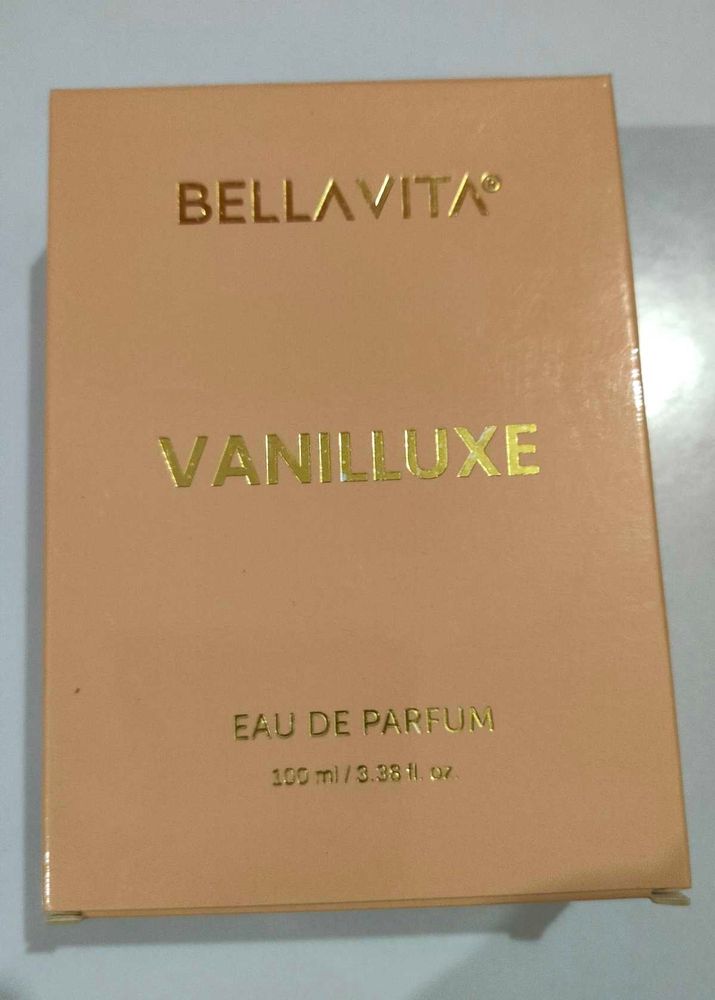 BELLAVITA®
VANILLUXE
EAU DE PARFUM
100 ml / 3.38 fl. oz.